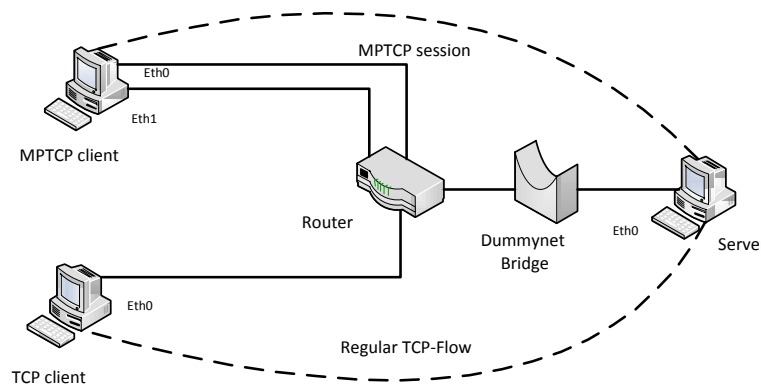 MPTCP session
Eth0
Eth1
MPTCP client
Router
Dummynet
Bridge
Eth0
Serve
Eth0
Regular TCP-Flow
TCP client